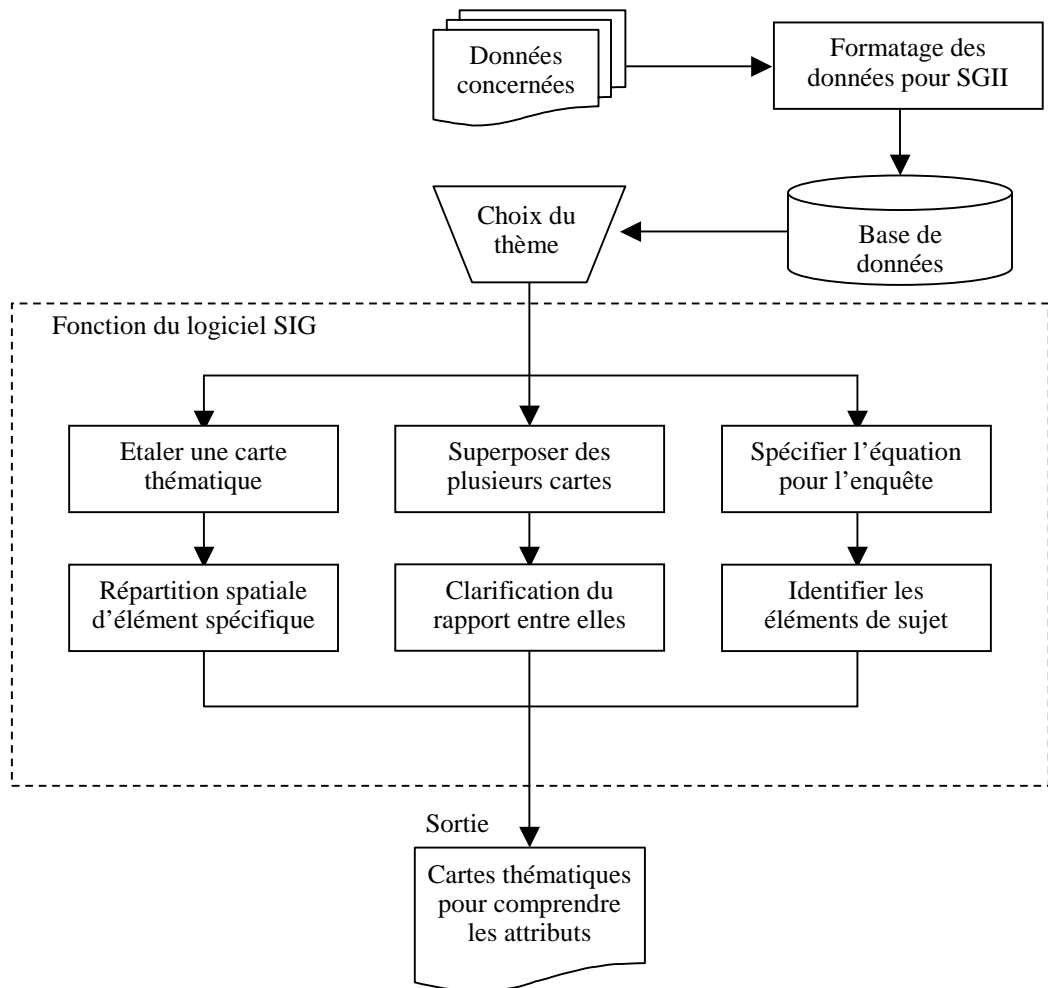 Données
concernées
Formatage des
données pour SGII
Choix du
thème
Base de
données
Fonction du logiciel SIG
Etaler une carte
thématique
Superposer des
plusieurs cartes
Spécifier l'équation
pour l'enquête
Répartition spatiale
d'élément spécifique
Clarification du
rapport entre elles
Identifier les
éléments de sujet
Sortie
Cartes thématiques
pour comprendre
les attributs